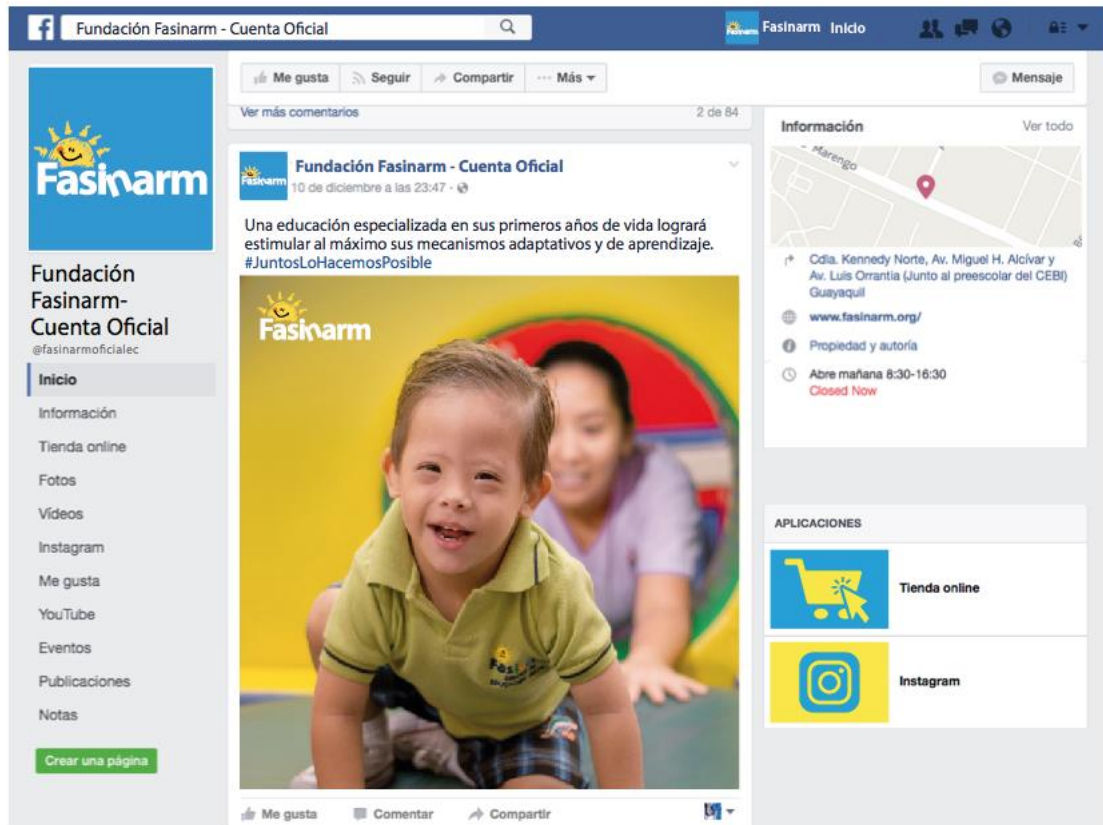 Fundación Fasinarm - Cuenta Oficial
Fasinarm Inicio
Me gusta Seguir Compartir ... Más
Mensaje
Fasinarm
Fundación
Fasinarm-
Cuenta Oficial
@fasinarmoficialec
Inicio
Información
Tienda online
Fotos
Vídeos
Instagram
Me gusta
YouTube
Eventos
Publicaciones
Notas
Crear una página
Ver más comentarios 2 de 84
Fasinarm
Fundación Fasinarm - Cuenta Oficial
10 de diciembre a las 23:47 ·
Una educación especializada en sus primeros años de vida logrará
estimular al máximo sus mecanismos adaptativos y de aprendizaje.
#JuntosLoHacemosPosible
Fasinarm
Me gusta Comentar Compartir
Información Ver todo
Marengo
Cdla. Kennedy Norte, Av. Miguel H. Alcívar y
Av. Luis Orrantia (Junto al preescolar del CEBI)
Guayaquil
www.fasinarm.org/
Propiedad y autoría
Abre mañana 8:30-16:30
Closed Now
APLICACIONES
Tienda online
Instagram